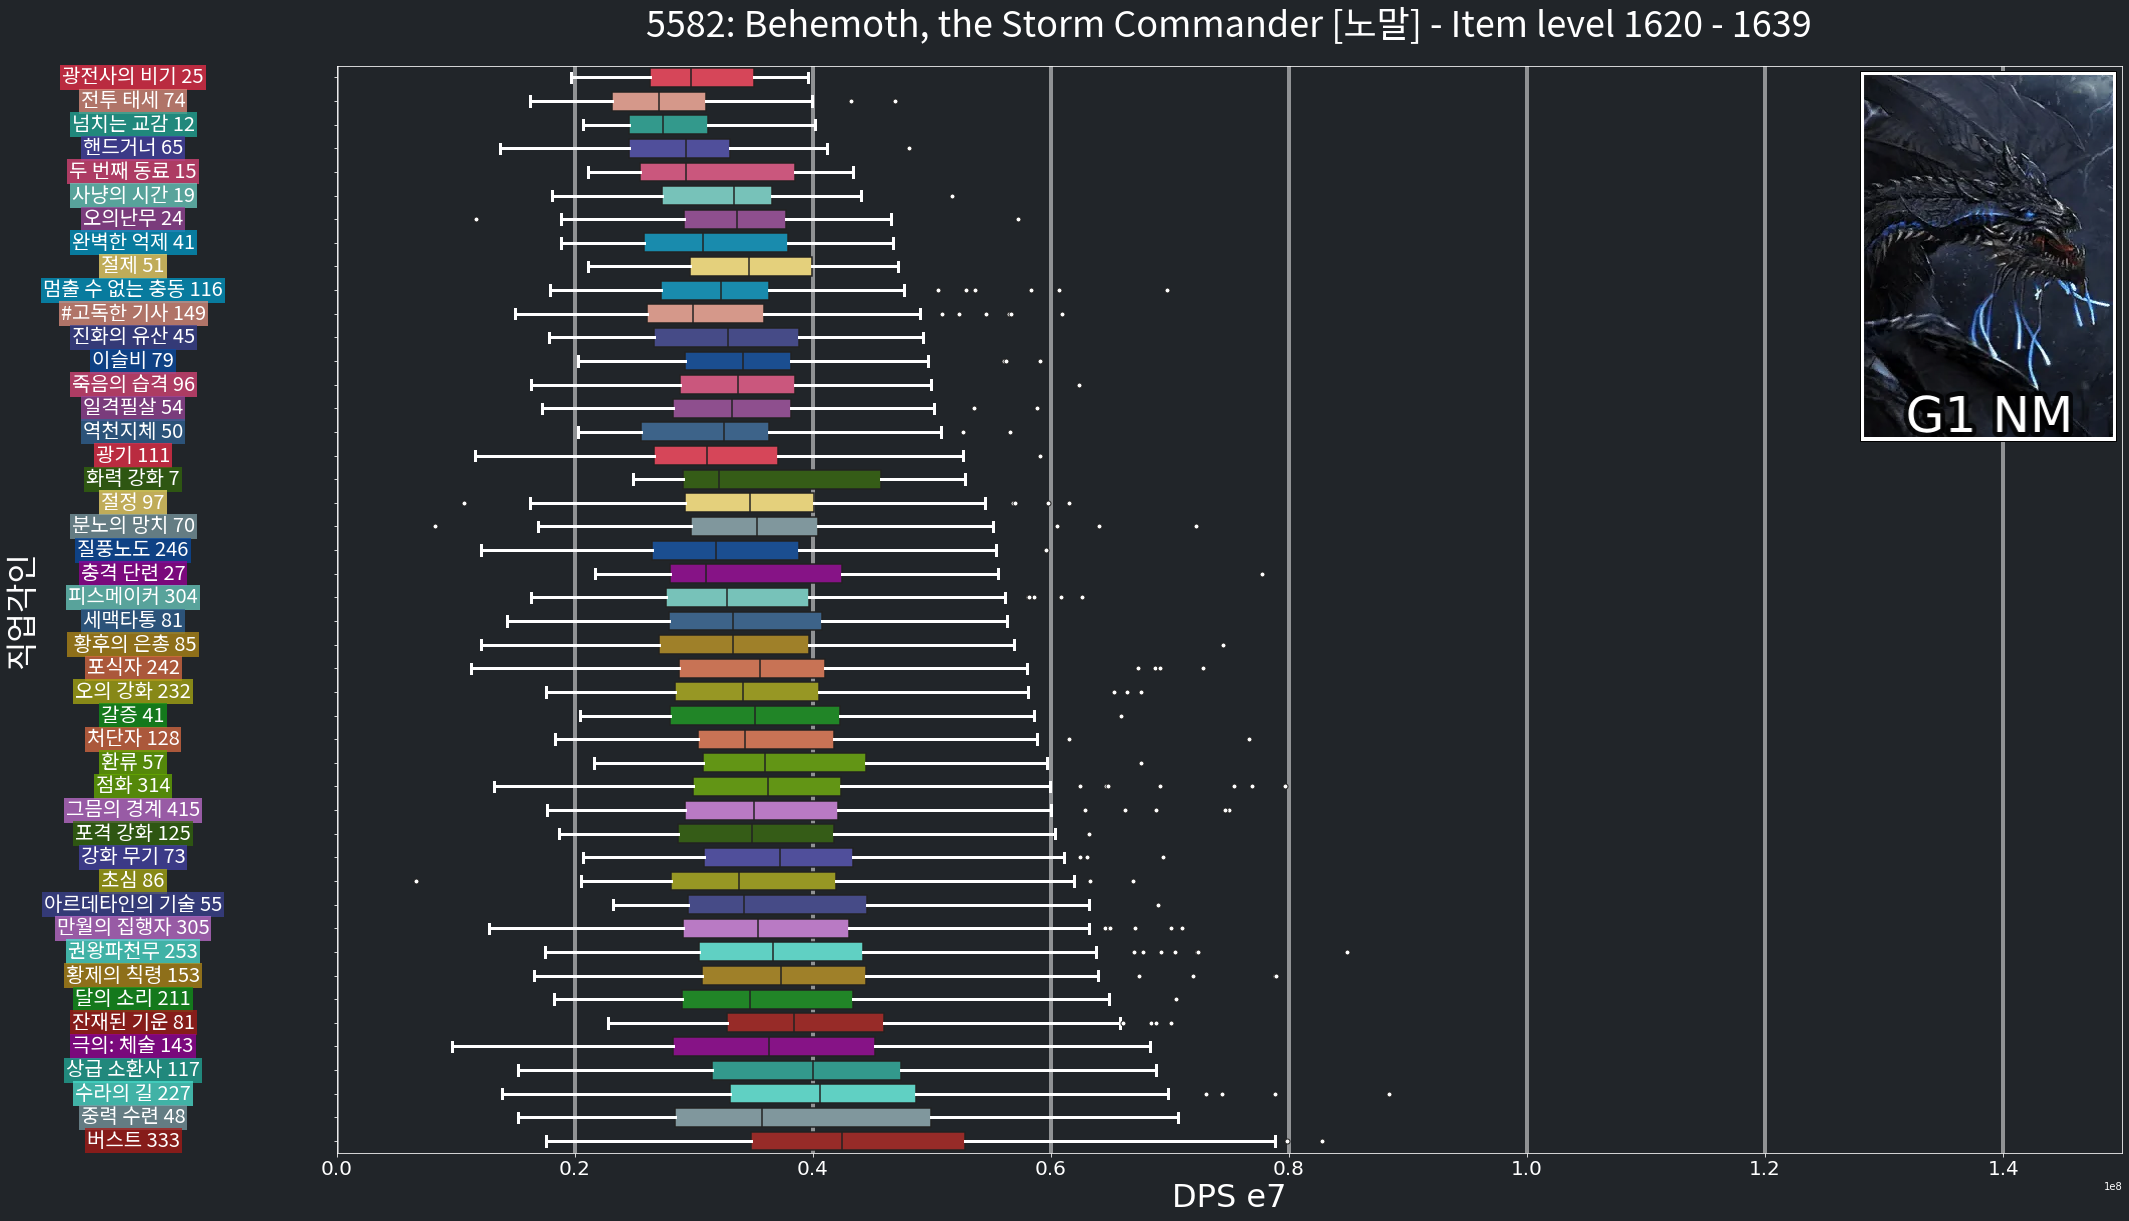 5582: Behemoth, the Storm Commander [노말] - Item level 1620 - 1639
직업각인
광전사의 비기 25
전투 태세 74
넘치는 교감 12
핸드거너 65
두 번째 동료 15
사냥의 시간 19
오의난무 24
완벽한 억제 41
절제 51
멈출 수 없는 충동 116
#고독한 기사 149
진화의 유산 45
이슬비 79
죽음의 습격 96
일격필살 54
역천지체 50
광기 111
화력 강화 7
절정 97
분노의 망치 70
질풍노도 246
충격 단련 27
피스메이커 304
세맥타통 81
황후의 은총 85
포식자 242
오의 강화 232
갈증 41
처단자 128
환류 57
점화 314
그믐의 경계 415
포격 강화 125
강화 무기 73
초심 86
아르데타인의 기술 55
만월의 집행자 305
권왕파천무 253
황제의 칙령 153
달의 소리 211
잔재된 기운 81
극의: 체술 143
상급 소환사 117
수라의 길 227
중력 수련 48
버스트 333
G1 NM
0.0 0.2 0.4 0.6 0.8 1.0 1.2 1.4
1e8
DPS e7